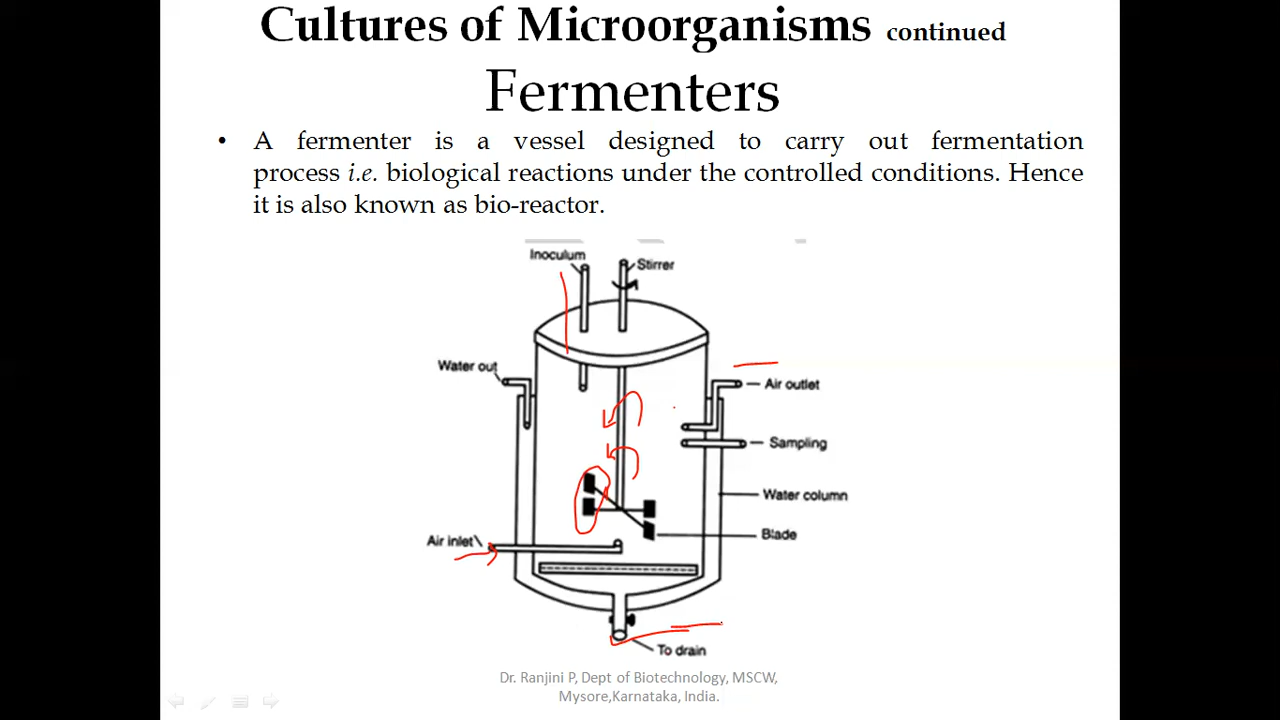 Cultures of Microorganisms continued
Fermenters
• A fermenter is a vessel designed to carry out fermentation
process i.e. biological reactions under the controlled conditions. Hence
it is also known as bio-reactor.
Inoculum
Stirrer
Water out
Air outlet
Sampling
Water column
Blade
Air inlet
To drain
Dr. Ranjini P, Dept of Biotechnology, MSCW,
Mysore,Karnataka, India.